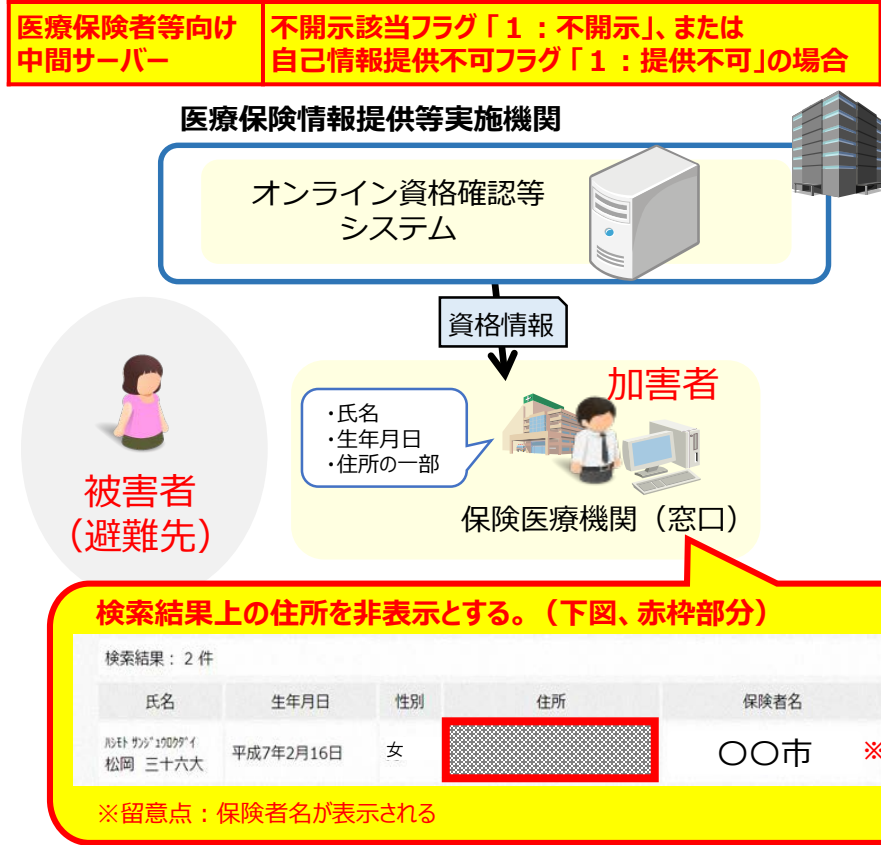 医療保険者等向け
中間サーバー
不開示該当フラグ「１：不開示」、または
自己情報提供不可フラグ「１：提供不可」の場合
医療保険情報提供等実施機関
オンライン資格確認等
システム
資格情報
加害者
・氏名
・生年月日
・住所の一部
被害者
（避難先）
保険医療機関（窓口）
検索結果上の住所を非表示とする。（下図、赤枠部分）
検索結果： 2 件
氏名 生年月日 性別 住所 保険者名
松岡 三十六大 平成7年2月16日 女 〇〇市 ※
※留意点：保険者名が表示される